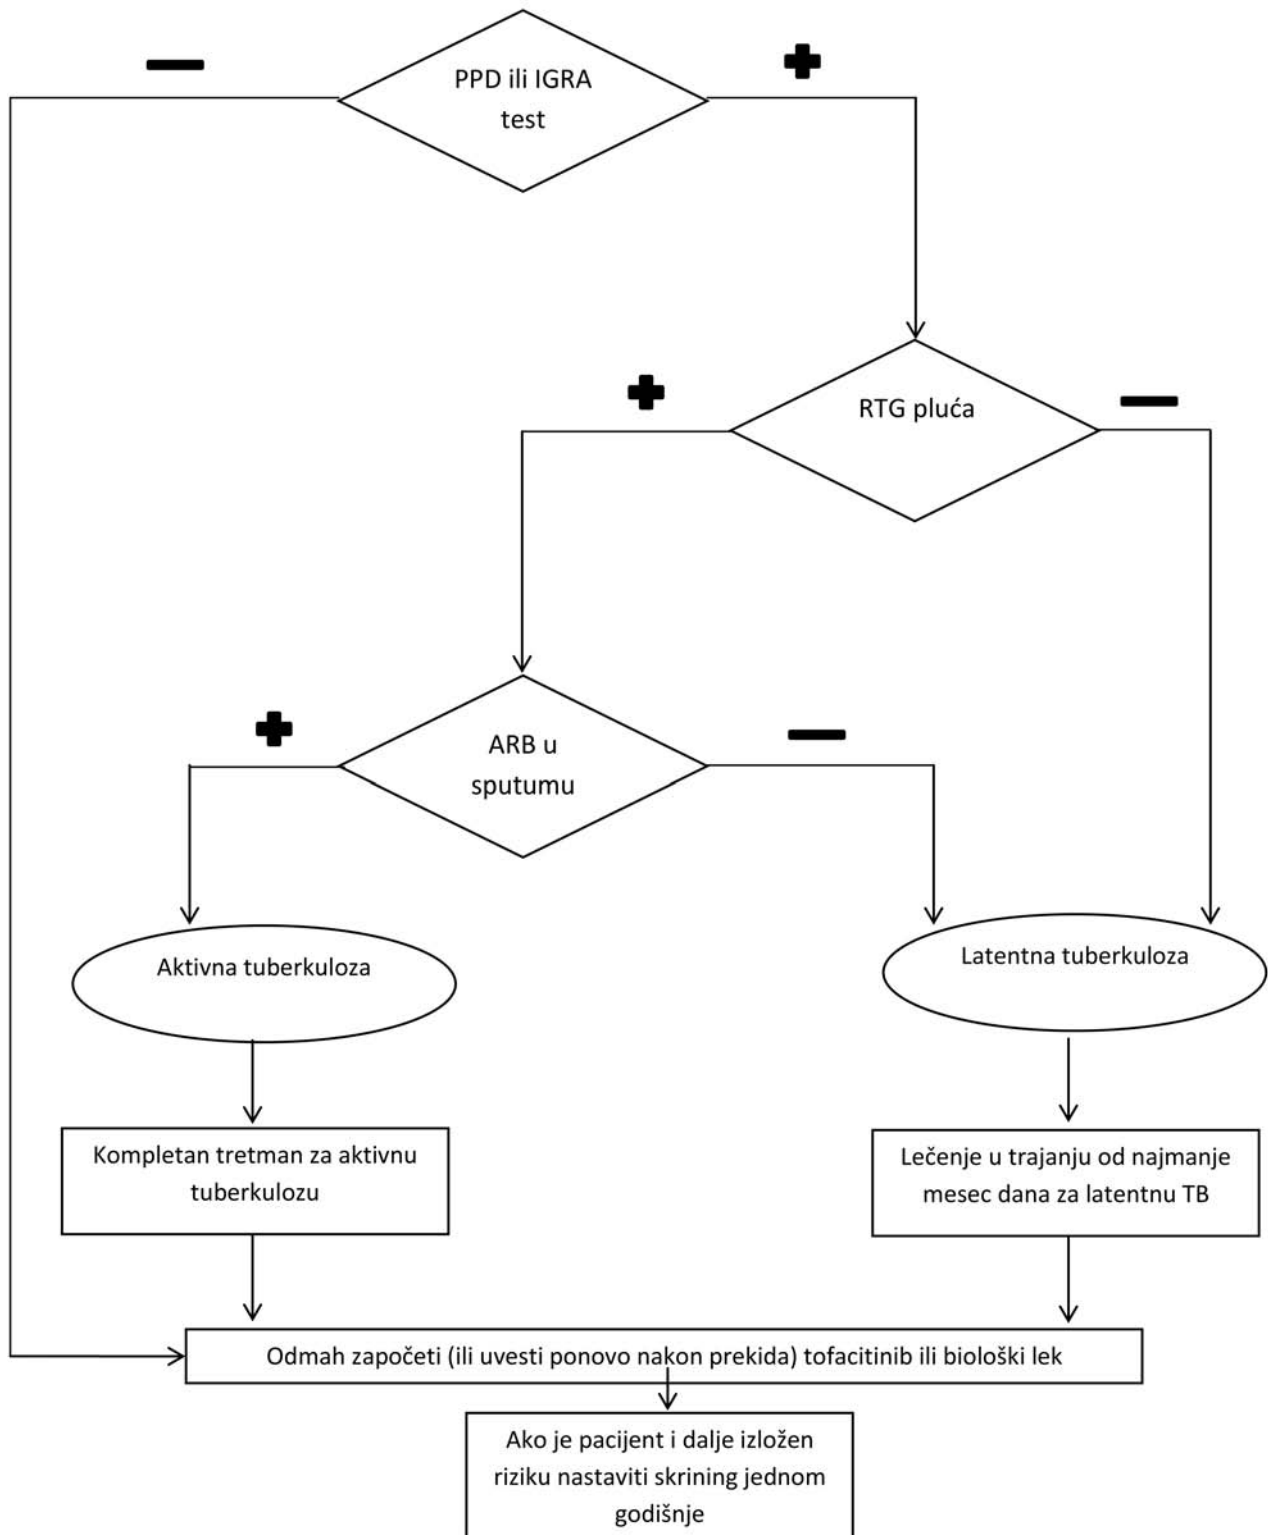 PPD ili IGRA
test
RTG pluća
ARB u
sputumu
Aktivna tuberkuloza
Latentna tuberkuloza
Kompletan tretman za aktivnu
tuberkulozu
Lečenje u trajanju od najmanje
mesec dana za latentnu TB
Odmah započeti (ili uvesti ponovo nakon prekida) tofacitinib ili biološki lek
Ako je pacijent i dalje izložen
riziku nastaviti skrining jednom
godišnje